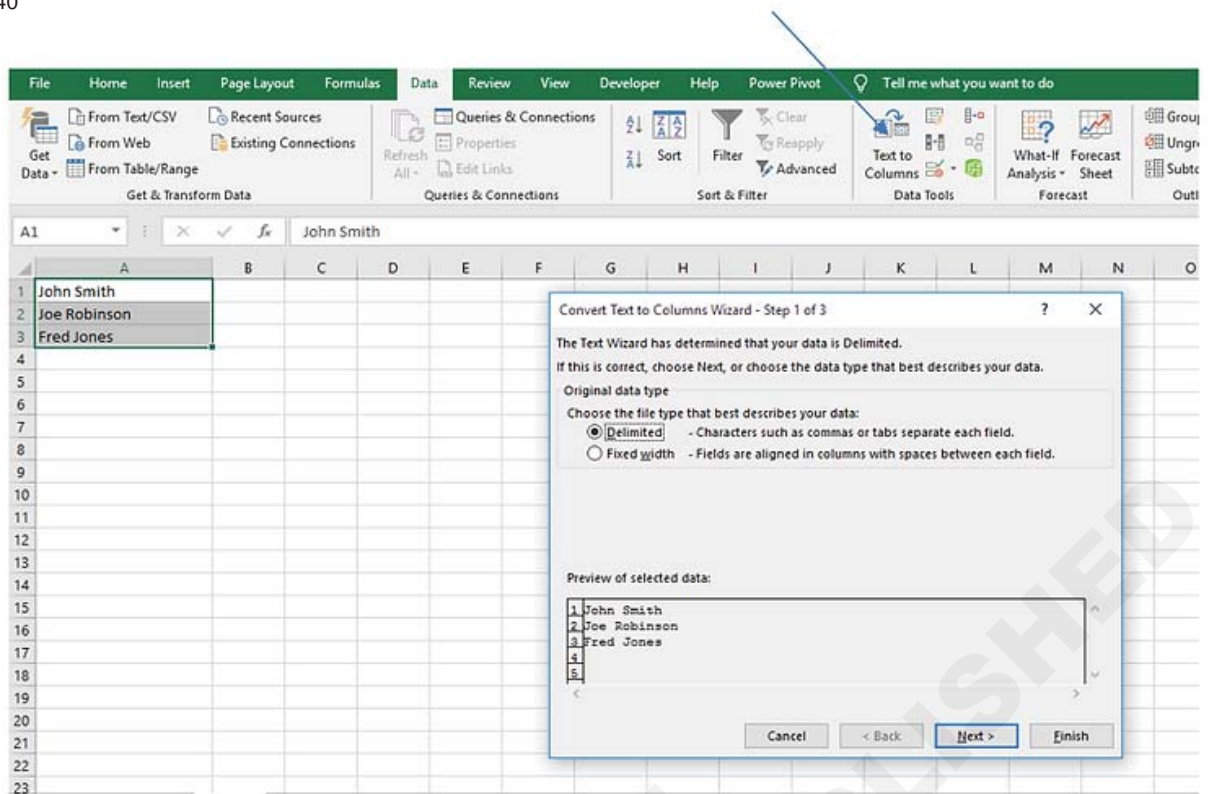 File Home Insert Page Layout Formulas Data Review View Developer Help Power Pivot Tell me what you want to do
Get Data
From Text/CSV
From Web
From Table/Range
Recent Sources
Existing Connections
Get & Transform Data
Refresh All
Queries & Connections
Properties
Edit Links
Queries & Connections
Sort
Filter
Clear
Reapply
Advanced
Sort & Filter
Text to Columns
Data Tools
What-If Analysis
Forecast Sheet
Forecast
A1 fx John Smith
A B C D E F G H I J K L M N O
1 John Smith
2 Joe Robinson
3 Fred Jones
4
5
6
7
8
9
10
11
12
13
14
15
16
17
18
19
20
21
22
23
Convert Text to Columns Wizard - Step 1 of 3 ? X
The Text Wizard has determined that your data is Delimited.
If this is correct, choose Next, or choose the data type that best describes your data.
Original data type
Choose the file type that best describes your data:
Delimited - Characters such as commas or tabs separate each field.
Fixed width - Fields are aligned in columns with spaces between each field.
Preview of selected data:
1 John Smith
2 Joe Robinson
3 Fred Jones
4
5
Cancel < Back Next > Finish